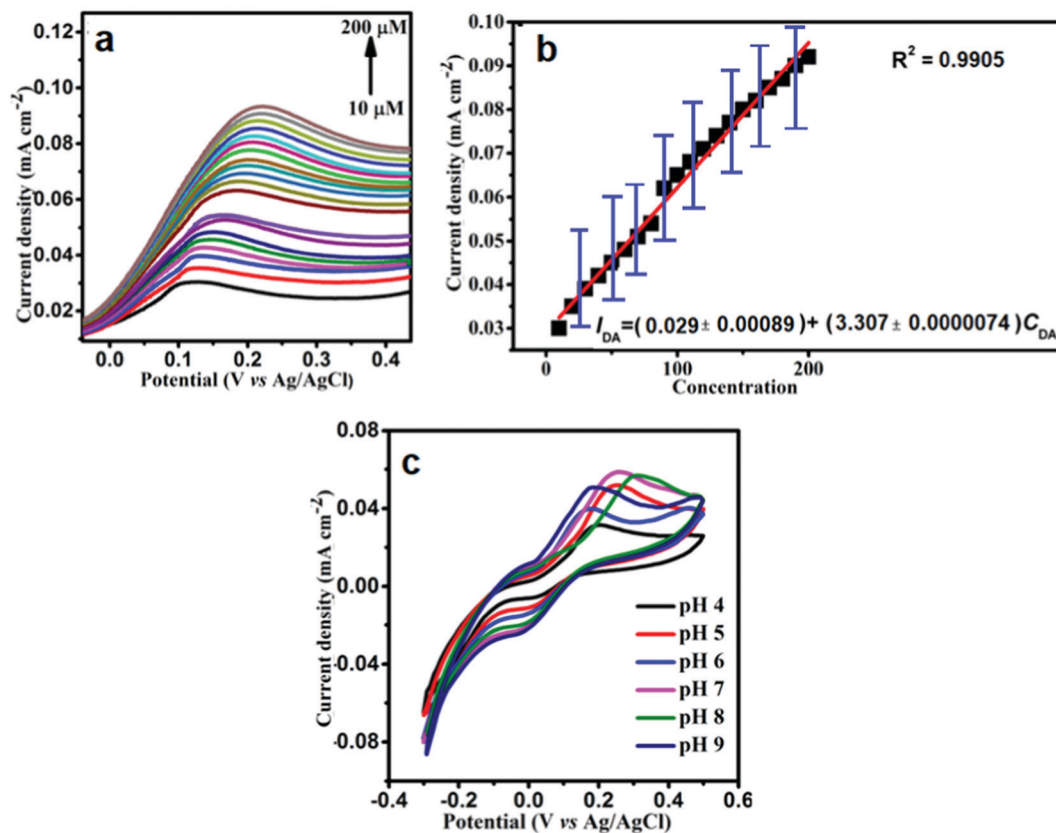 a
200 μM
10 μM
0.12
-0.10
0.08
0.06
0.04
0.02
0.0
0.1
0.2
0.3
0.4
Current density (mA cm-2)
Potential (V vs Ag/AgCl)
b
R2 = 0.9905
0.10
0.09
0.08
0.07
0.06
0.05
0.04
0.03
IDA=(0.029± 0.00089)+ (3.307± 0.0000074)CDA
0
100
200
Current density (mA cm-2)
Concentration
c
0.08
0.04
0.00
-0.04
-0.08
-0.4
-0.2
0.0
0.2
0.4
0.6
Current density (mA cm-2)
Potential (V vs Ag/AgCl)
pH 4
pH 5
pH 6
pH 7
pH 8
pH 9